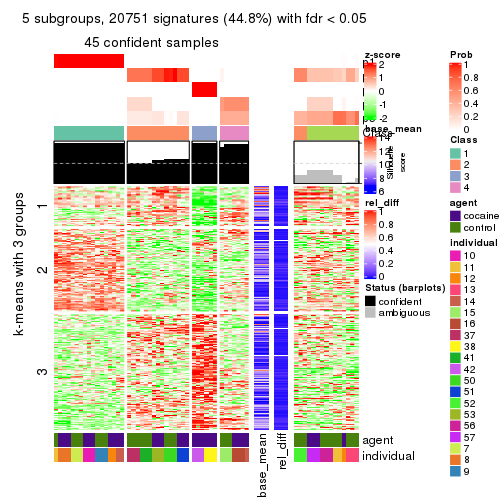 5 subgroups, 20751 signatures (44.8%) with fdr < 0.05
45 confident samples
k-means with 3 groups
1
2
3
p1
Class
Silhouette
score
agent
individual
base_mean
rel_diff
z-score
2
1
0
-1
-2
base_mean
14
12
10
8
6
rel_diff
1
0.8
0.6
0.4
0.2
0
Status (barplots)
confident
ambiguous
Prob
1
0.8
0.6
0.4
0.2
0
Class
1
2
3
4
agent
cocaine
control
individual
10
11
12
13
14
15
16
37
38
41
42
50
51
52
53
56
57
7
8
9